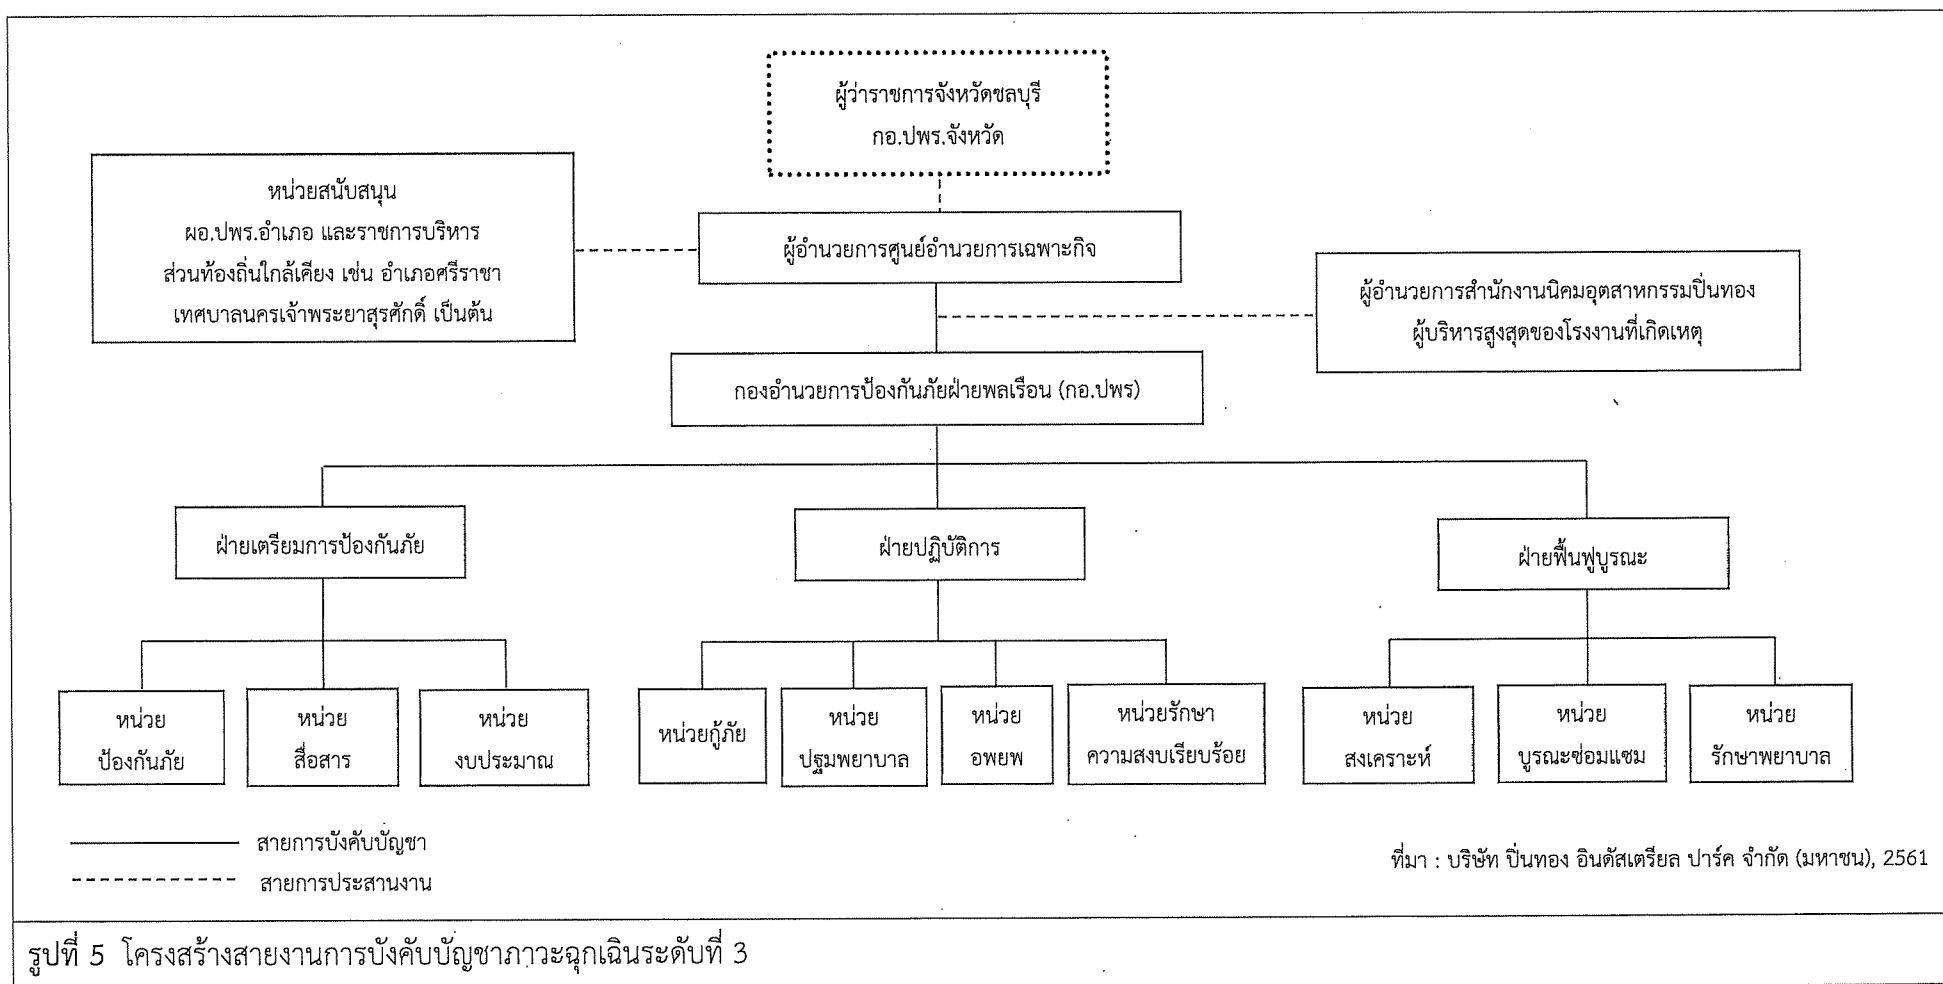 ผู้ว่าราชการจังหวัดชลบุรี
กอ.ปพร.จังหวัด
หน่วยสนับสนุน
ผอ.ปพร.อำเภอ และราชการบริหาร
ส่วนท้องถิ่นใกล้เคียง เช่น อำเภอศรีราชา
เทศบาลนครเจ้าพระยาสุรศักดิ์ เป็นต้น
ผู้อำนวยการศูนย์อำนวยการเฉพาะกิจ
ผู้อำนวยการสำนักงานนิคมอุตสาหกรรมปิ่นทอง
ผู้บริหารสูงสุดของโรงงานที่เกิดเหตุ
กองอำนวยการป้องกันภัยฝ่ายพลเรือน (กอ.ปพร)
ฝ่ายเตรียมการป้องกันภัย
ฝ่ายปฏิบัติการ
ฝ่ายฟื้นฟูบูรณะ
หน่วย
ป้องกันภัย
หน่วย
สื่อสาร
หน่วย
งบประมาณ
หน่วยกู้ภัย
หน่วย
ปฐมพยาบาล
หน่วย
อพยพ
หน่วยรักษา
ความสงบเรียบร้อย
หน่วย
สงเคราะห์
หน่วย
บูรณะซ่อมแซม
หน่วย
รักษาพยาบาล
สายการบังคับบัญชา
สายการประสานงาน
ที่มา : บริษัท ปิ่นทอง อินดัสเตรียล ปาร์ค จำกัด (มหาชน), 2561
รูปที่ 5 โครงสร้างสายงานการบังคับบัญชาภาวะฉุกเฉินระดับที่ 3